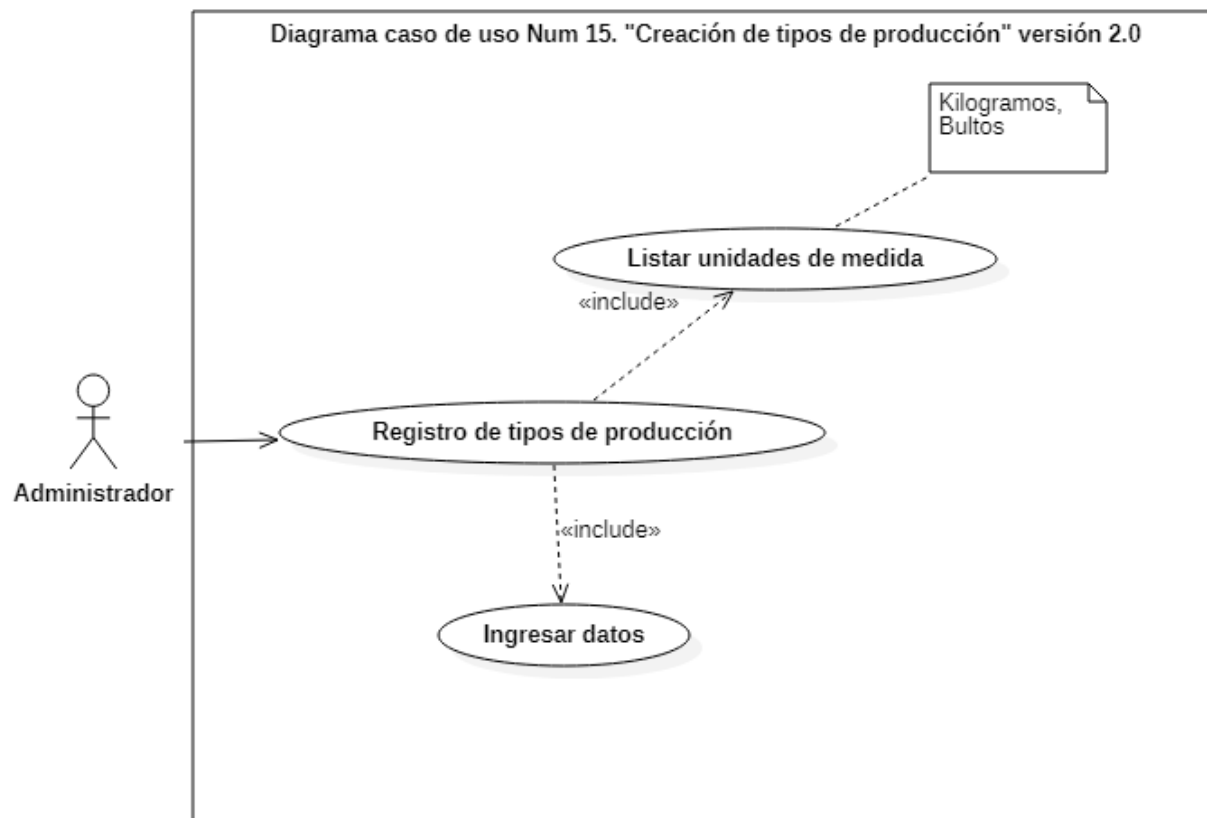 Diagrama caso de uso Num 15. "Creación de tipos de producción" versión 2.0
Kilogramos,
Bultos
Listar unidades de medida
«include»
Registro de tipos de producción
Administrador
«include»
Ingresar datos